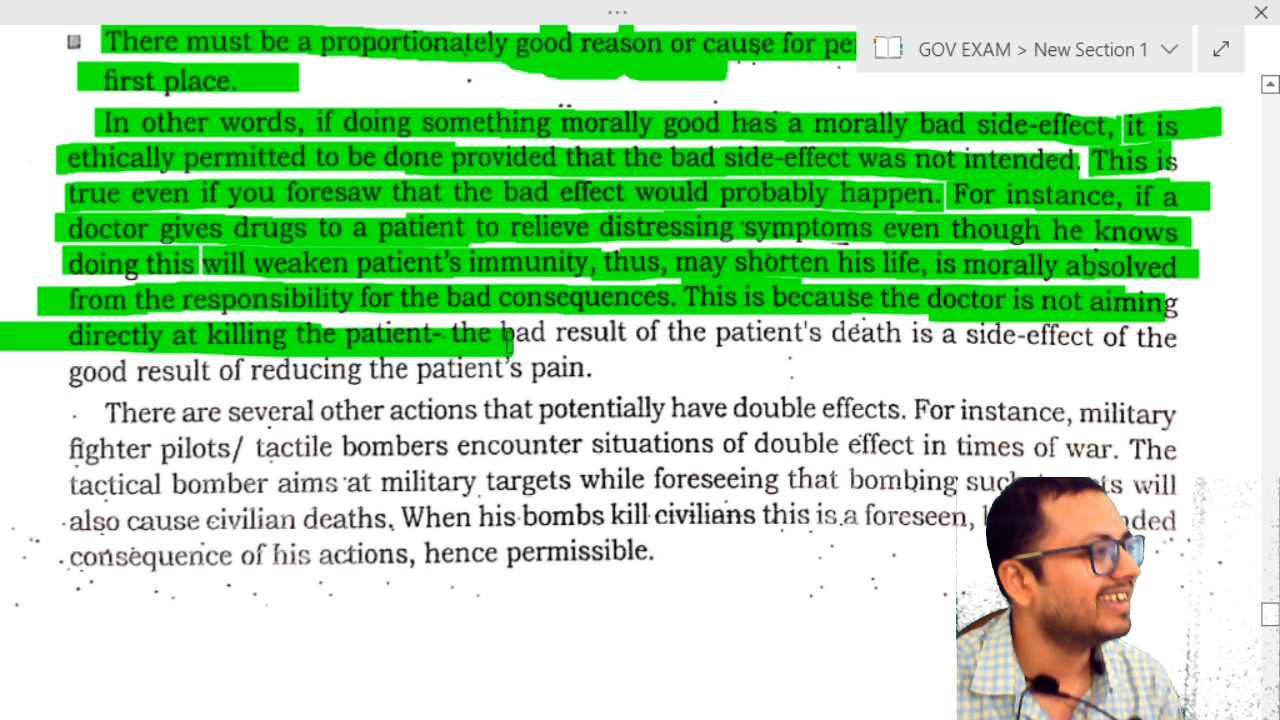 There must be a proportionately good reason or cause for
GOV EXAM > New Section 1
first place.
In other words, if doing something morally good has a morally bad side-effect, it is
ethically permitted to be done provided that the bad side-effect was not intended. This is
true even if you foresaw that the bad effect would probably happen. For instance, if a
doctor gives drugs to a patient to relieve distressing symptoms even though he knows
doing this will weaken patient's immunity, thus, may shorten his life, is morally absolved
from the responsibility for the bad consequences. This is because the doctor is not aiming
directly at killing the patient- the bad result of the patient's death is a side-effect of the
good result of reducing the patient's pain.
There are several other actions that potentially have double effects. For instance, military
fighter pilots/ tactile bombers encounter situations of double effect in times of war. The
tactical bomber aims at military targets while foreseeing that bombing will
also cause civilian deaths. When his bombs kill civilians this is a foreseen,
consequence of his actions, hence permissible.